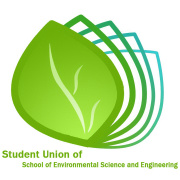 Student Union of
School of Environmental Science and Engineering